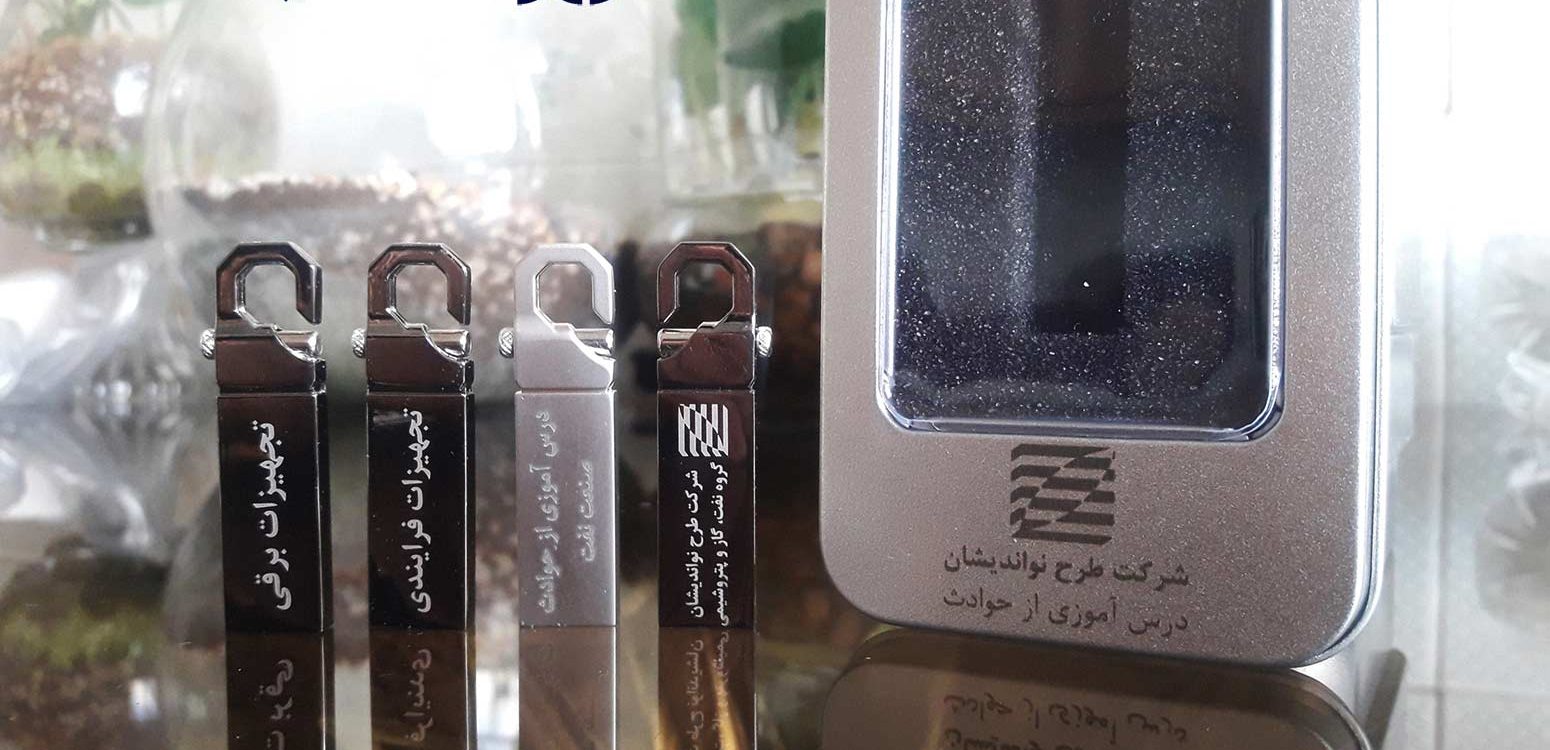 تجهیزات برقی
تجهیزات فرایندی
درس آموزی از حوادث
صنعت نفت
گروه نفت، گاز و پتروشیمی
شرکت طرح نواندیشان
شرکت طرح نواندیشان
درس آموزی از حوادث